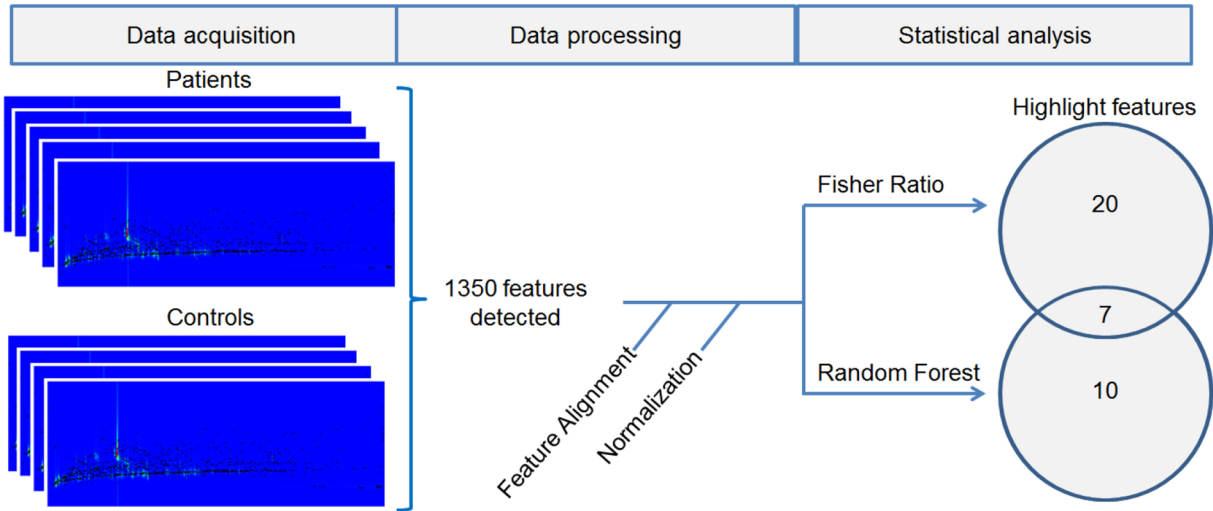 Data acquisition
Data processing
Statistical analysis
Patients
Controls
1350 features
detected
Feature Alignment
Normalization
Fisher Ratio
Random Forest
Highlight features
20
7
10